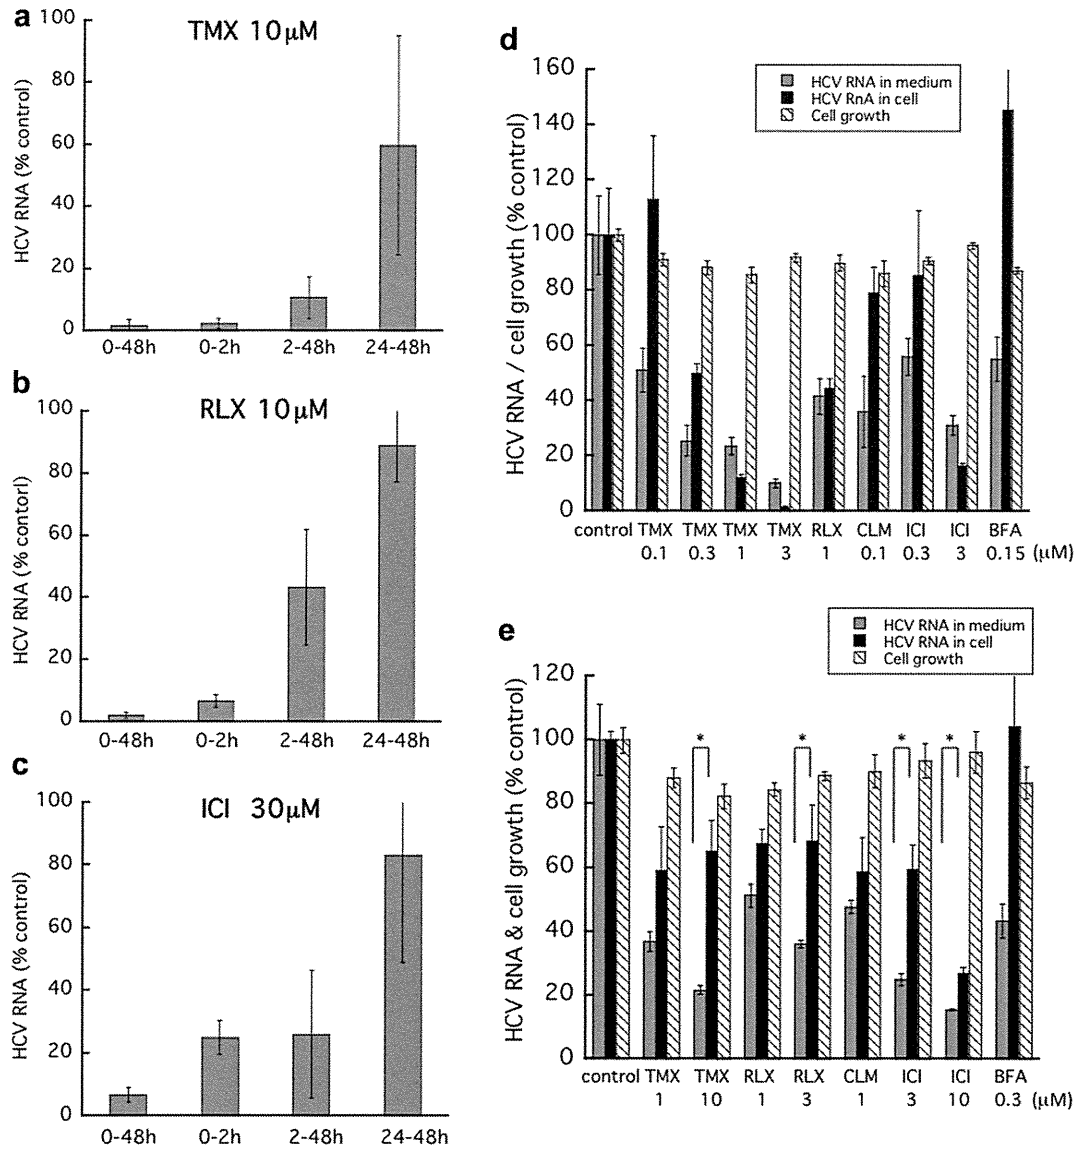 a
TMX 10μM
HCV RNA (% control)
100
80
60
40
20
0
0-48h 0-2h 2-48h 24-48h
b
RLX 10μM
HCV RNA (% contorl)
100
80
60
40
20
0
0-48h 0-2h 2-48h 24-48h
c
ICI 30μM
HCV RNA (% control)
100
80
60
40
20
0
0-48h 0-2h 2-48h 24-48h
d
HCV RNA / cell growth (% control)
160
140
120
100
80
60
40
20
0
HCV RNA in medium
HCV RnA in cell
Cell growth
control TMX TMX TMX TMX RLX CLM ICI ICI BFA
0.1 0.3 1 3 1 0.1 0.3 3 0.15 (μM)
e
HCV RNA & cell growth (% control)
120
100
80
60
40
20
0
HCV RNA in medium
HCV RNA in cell
Cell growth
* * * *
control TMX TMX RLX RLX CLM ICI ICI BFA
1 10 1 3 1 3 10 0.3 (μM)